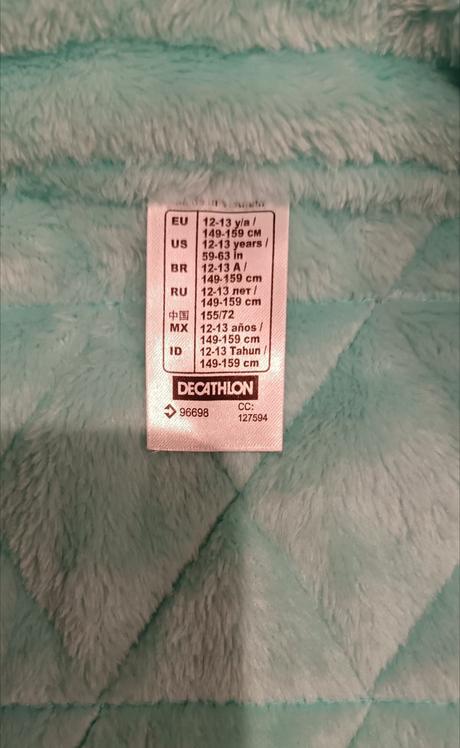 EU 12-13 y/a /
149-159 CM
US 12-13 years /
59-63 in
BR 12-13 A /
149-159 cm
RU 12-13 лет /
149-159 cm
中国 155/72
MX 12-13 años /
149-159 cm
ID 12-13 Tahun /
149-159 cm
DECATHLON
96698 CC:
127594